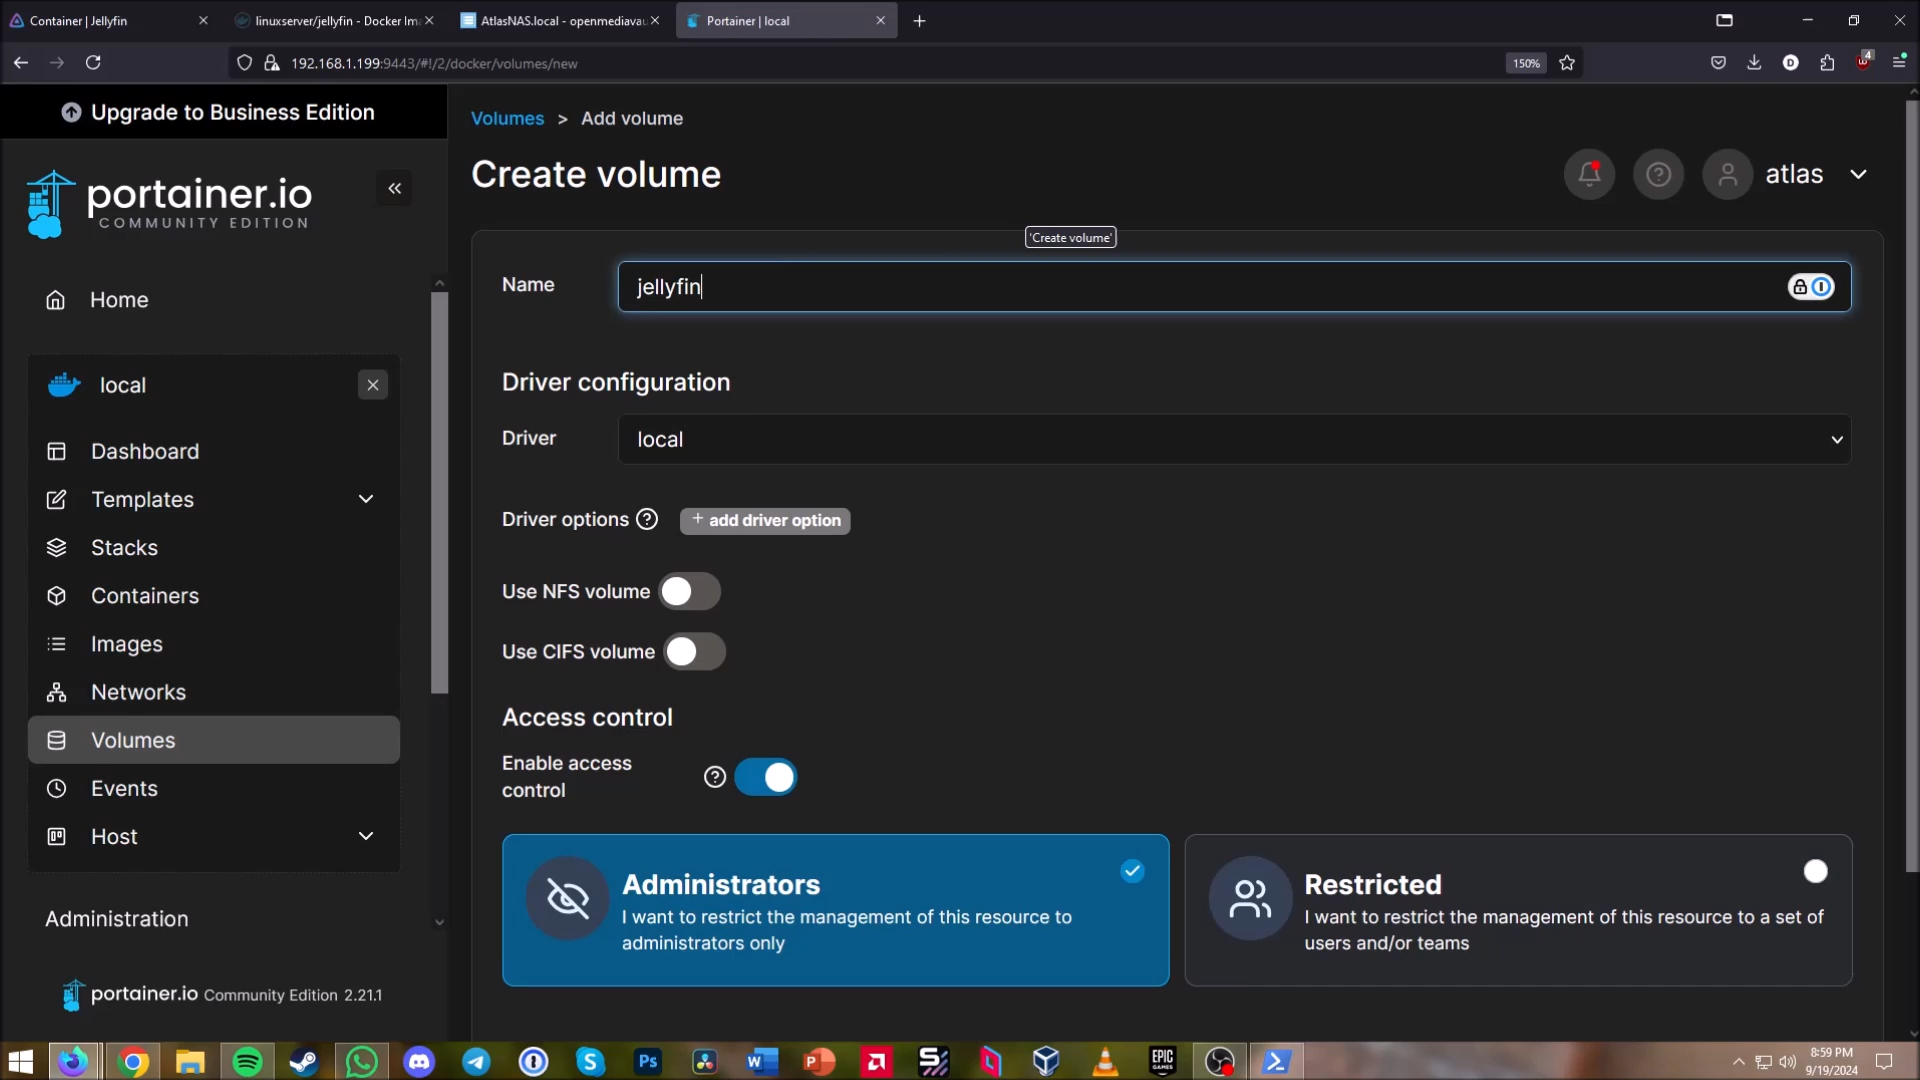 Container | Jellyfin
linuxserver/jellyfin - Docker Im
AtlasNAS.local - openmediavau
Portainer | local
192.168.1.199:9443/#!/2/docker/volumes/new
150%
4
Upgrade to Business Edition
portainer.io
COMMUNITY EDITION
Home
local
Dashboard
Templates
Stacks
Containers
Images
Networks
Volumes
Events
Host
Administration
portainer.io Community Edition 2.21.1
Volumes > Add volume
Create volume
atlas
'Create volume'
Name
jellyfin
Driver configuration
Driver
local
Driver options
+ add driver option
Use NFS volume
Use CIFS volume
Access control
Enable access
control
Administrators
I want to restrict the management of this resource to
administrators only
Restricted
I want to restrict the management of this resource to a set of
users and/or teams
Ps
W
P
EPIC
GAMES
8:59 PM
9/19/2024